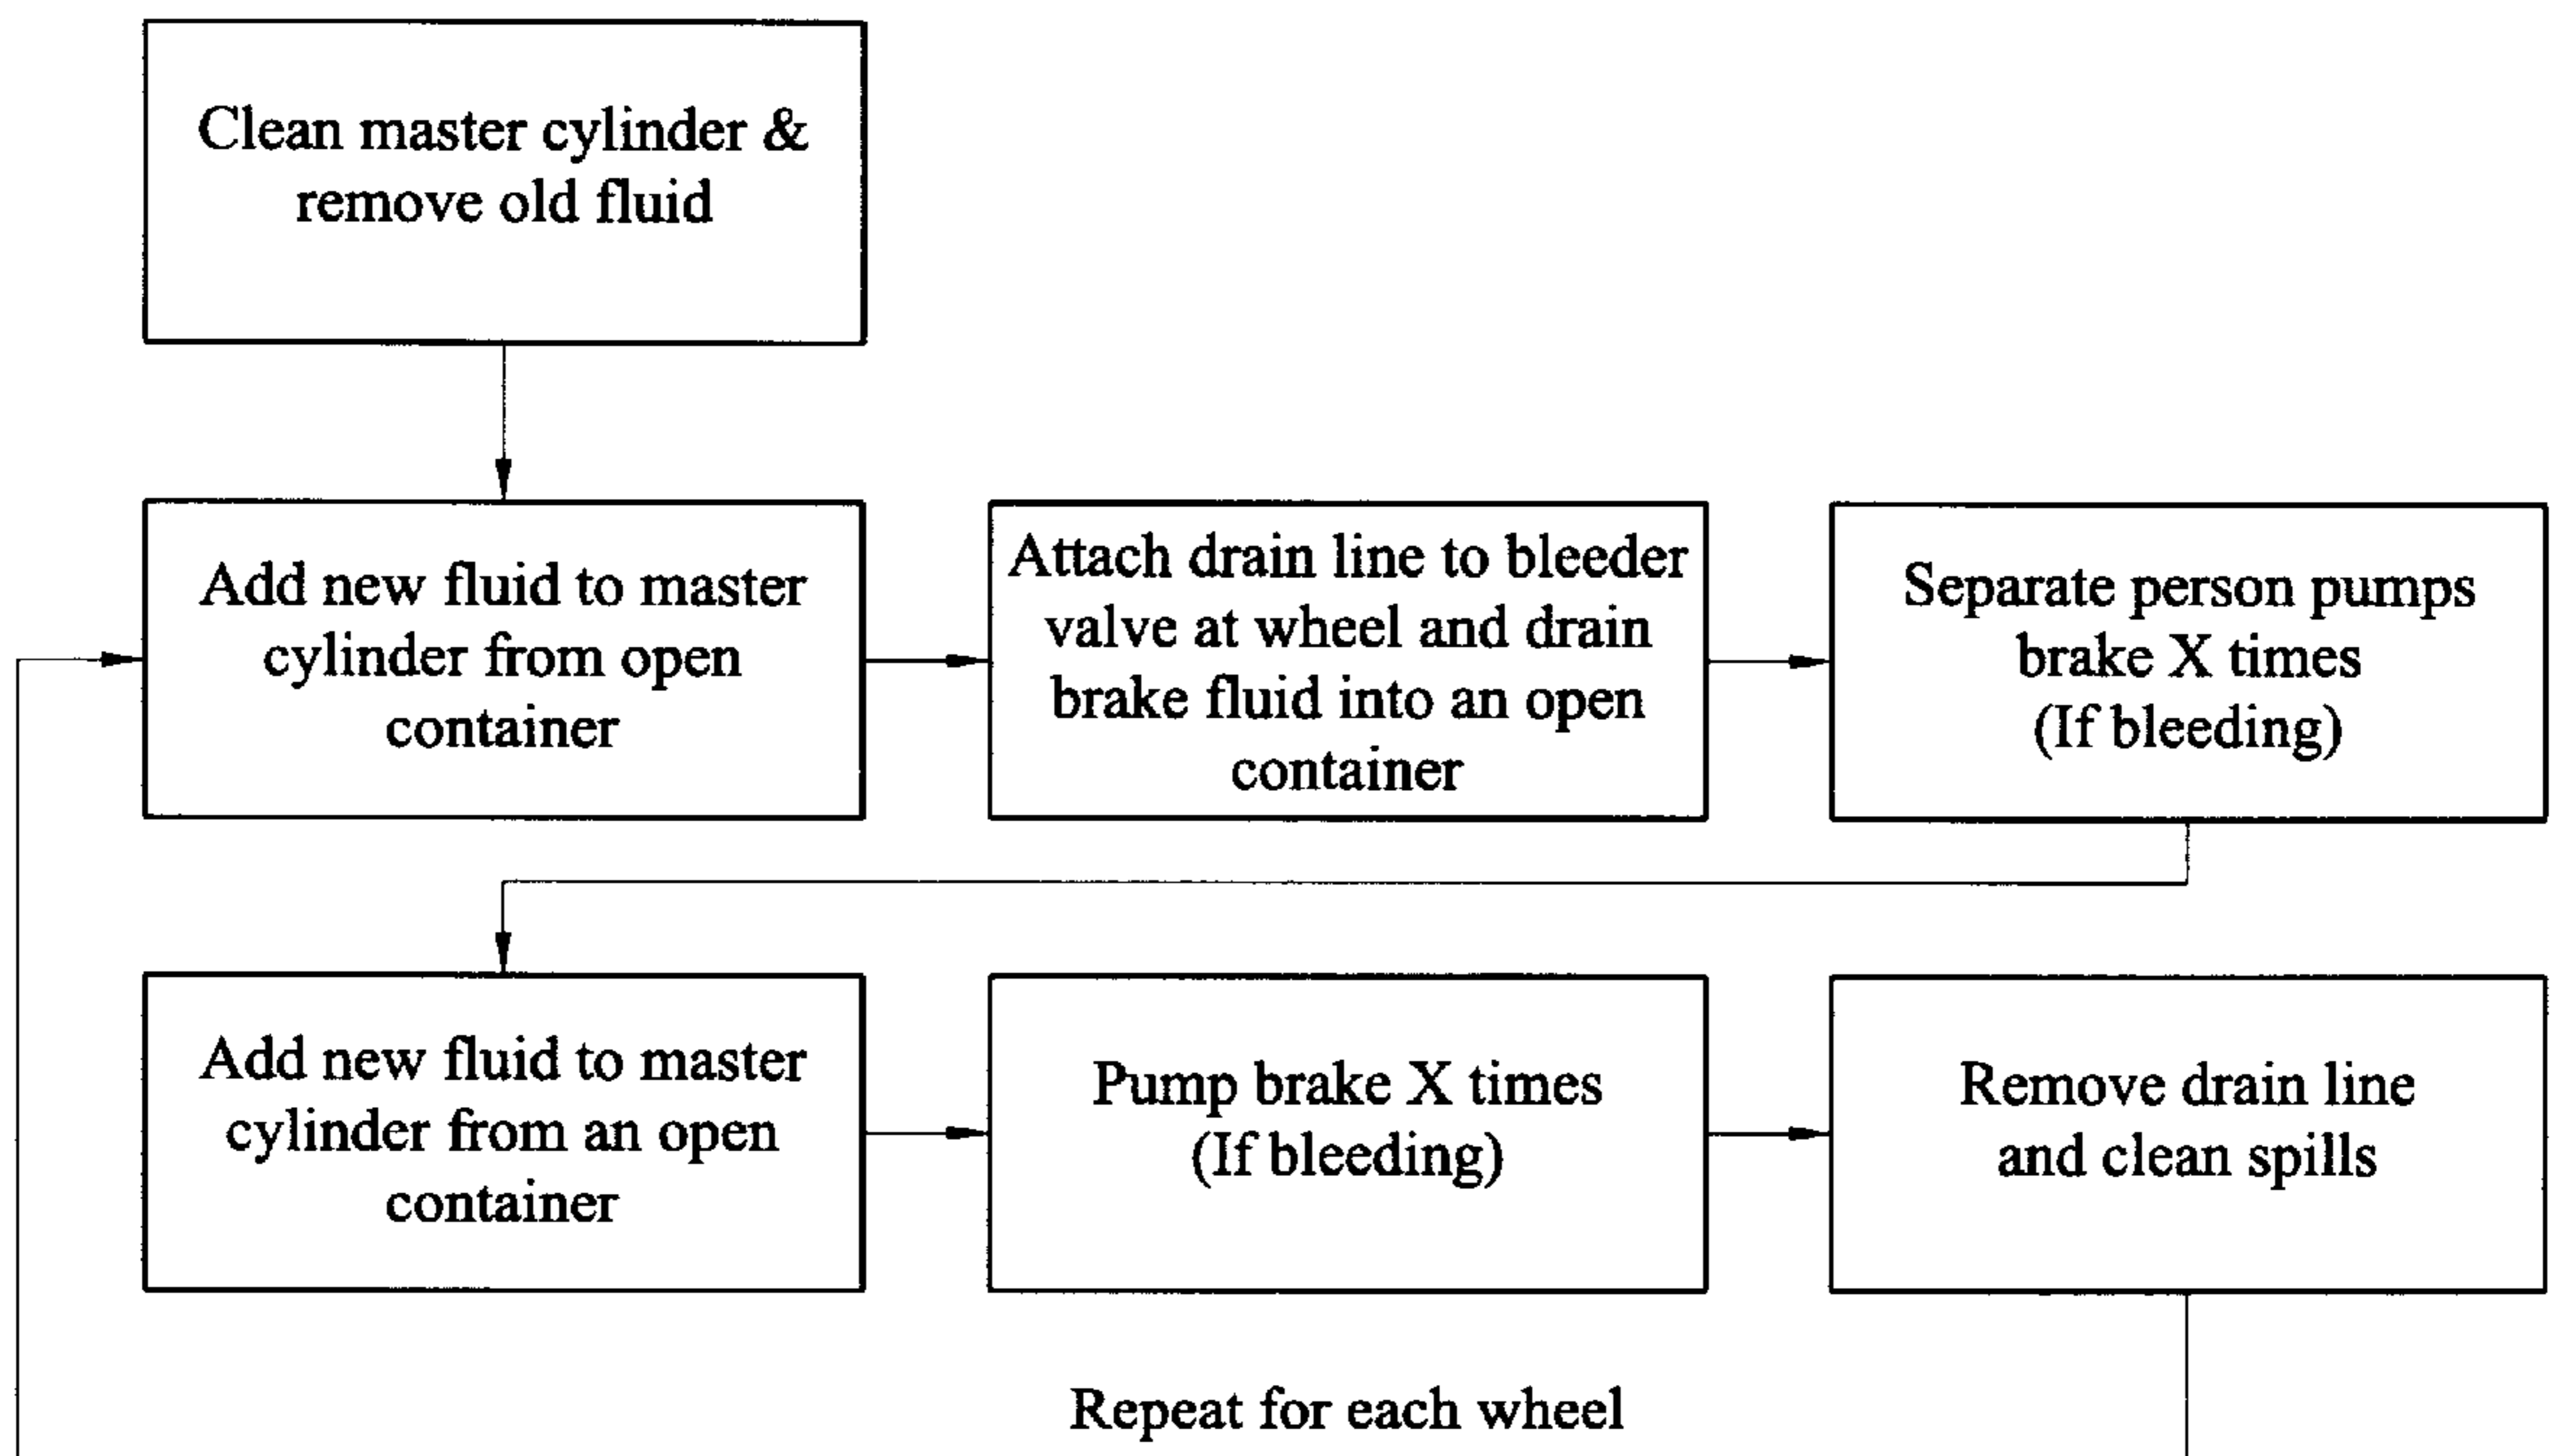 Clean master cylinder &
remove old fluid
Add new fluid to master
cylinder from open
container
Attach drain line to bleeder
valve at wheel and drain
brake fluid into an open
container
Separate person pumps
brake X times
(If bleeding)
Add new fluid to master
cylinder from an open
container
Pump brake X times
(If bleeding)
Remove drain line
and clean spills
Repeat for each wheel